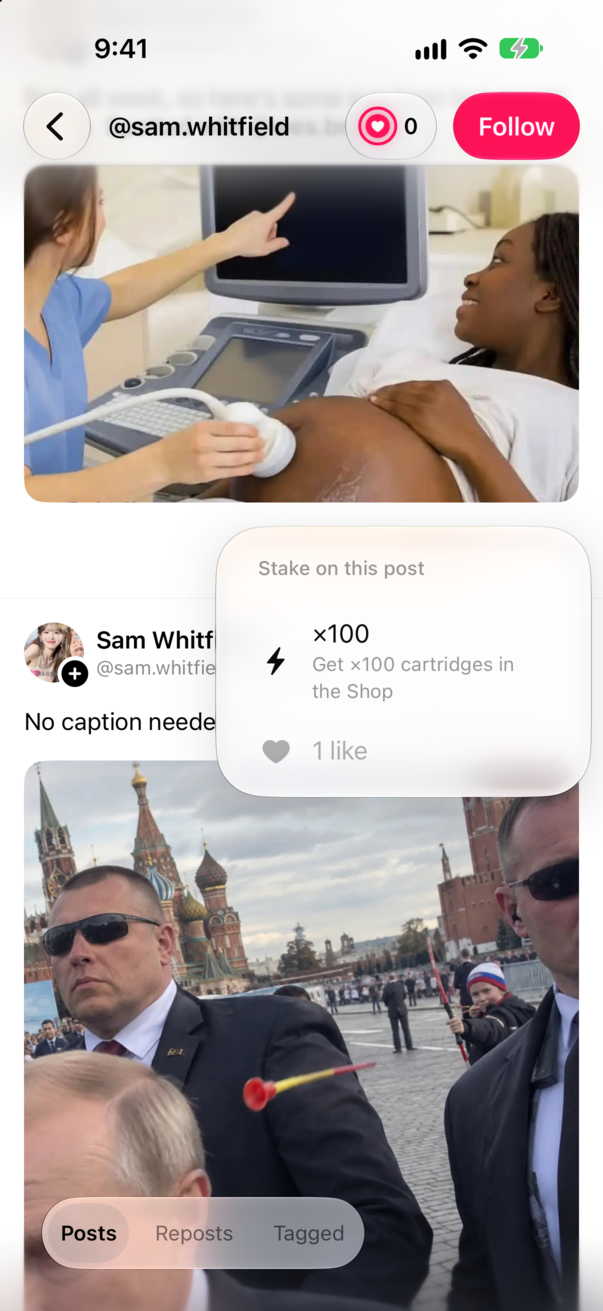 9:41
@sam.whitfield
0
Follow
Stake on this post
×100
Get ×100 cartridges in
the Shop
1 like
Sam Whitf
@sam.whitfie
No caption neede
Posts
Reposts
Tagged